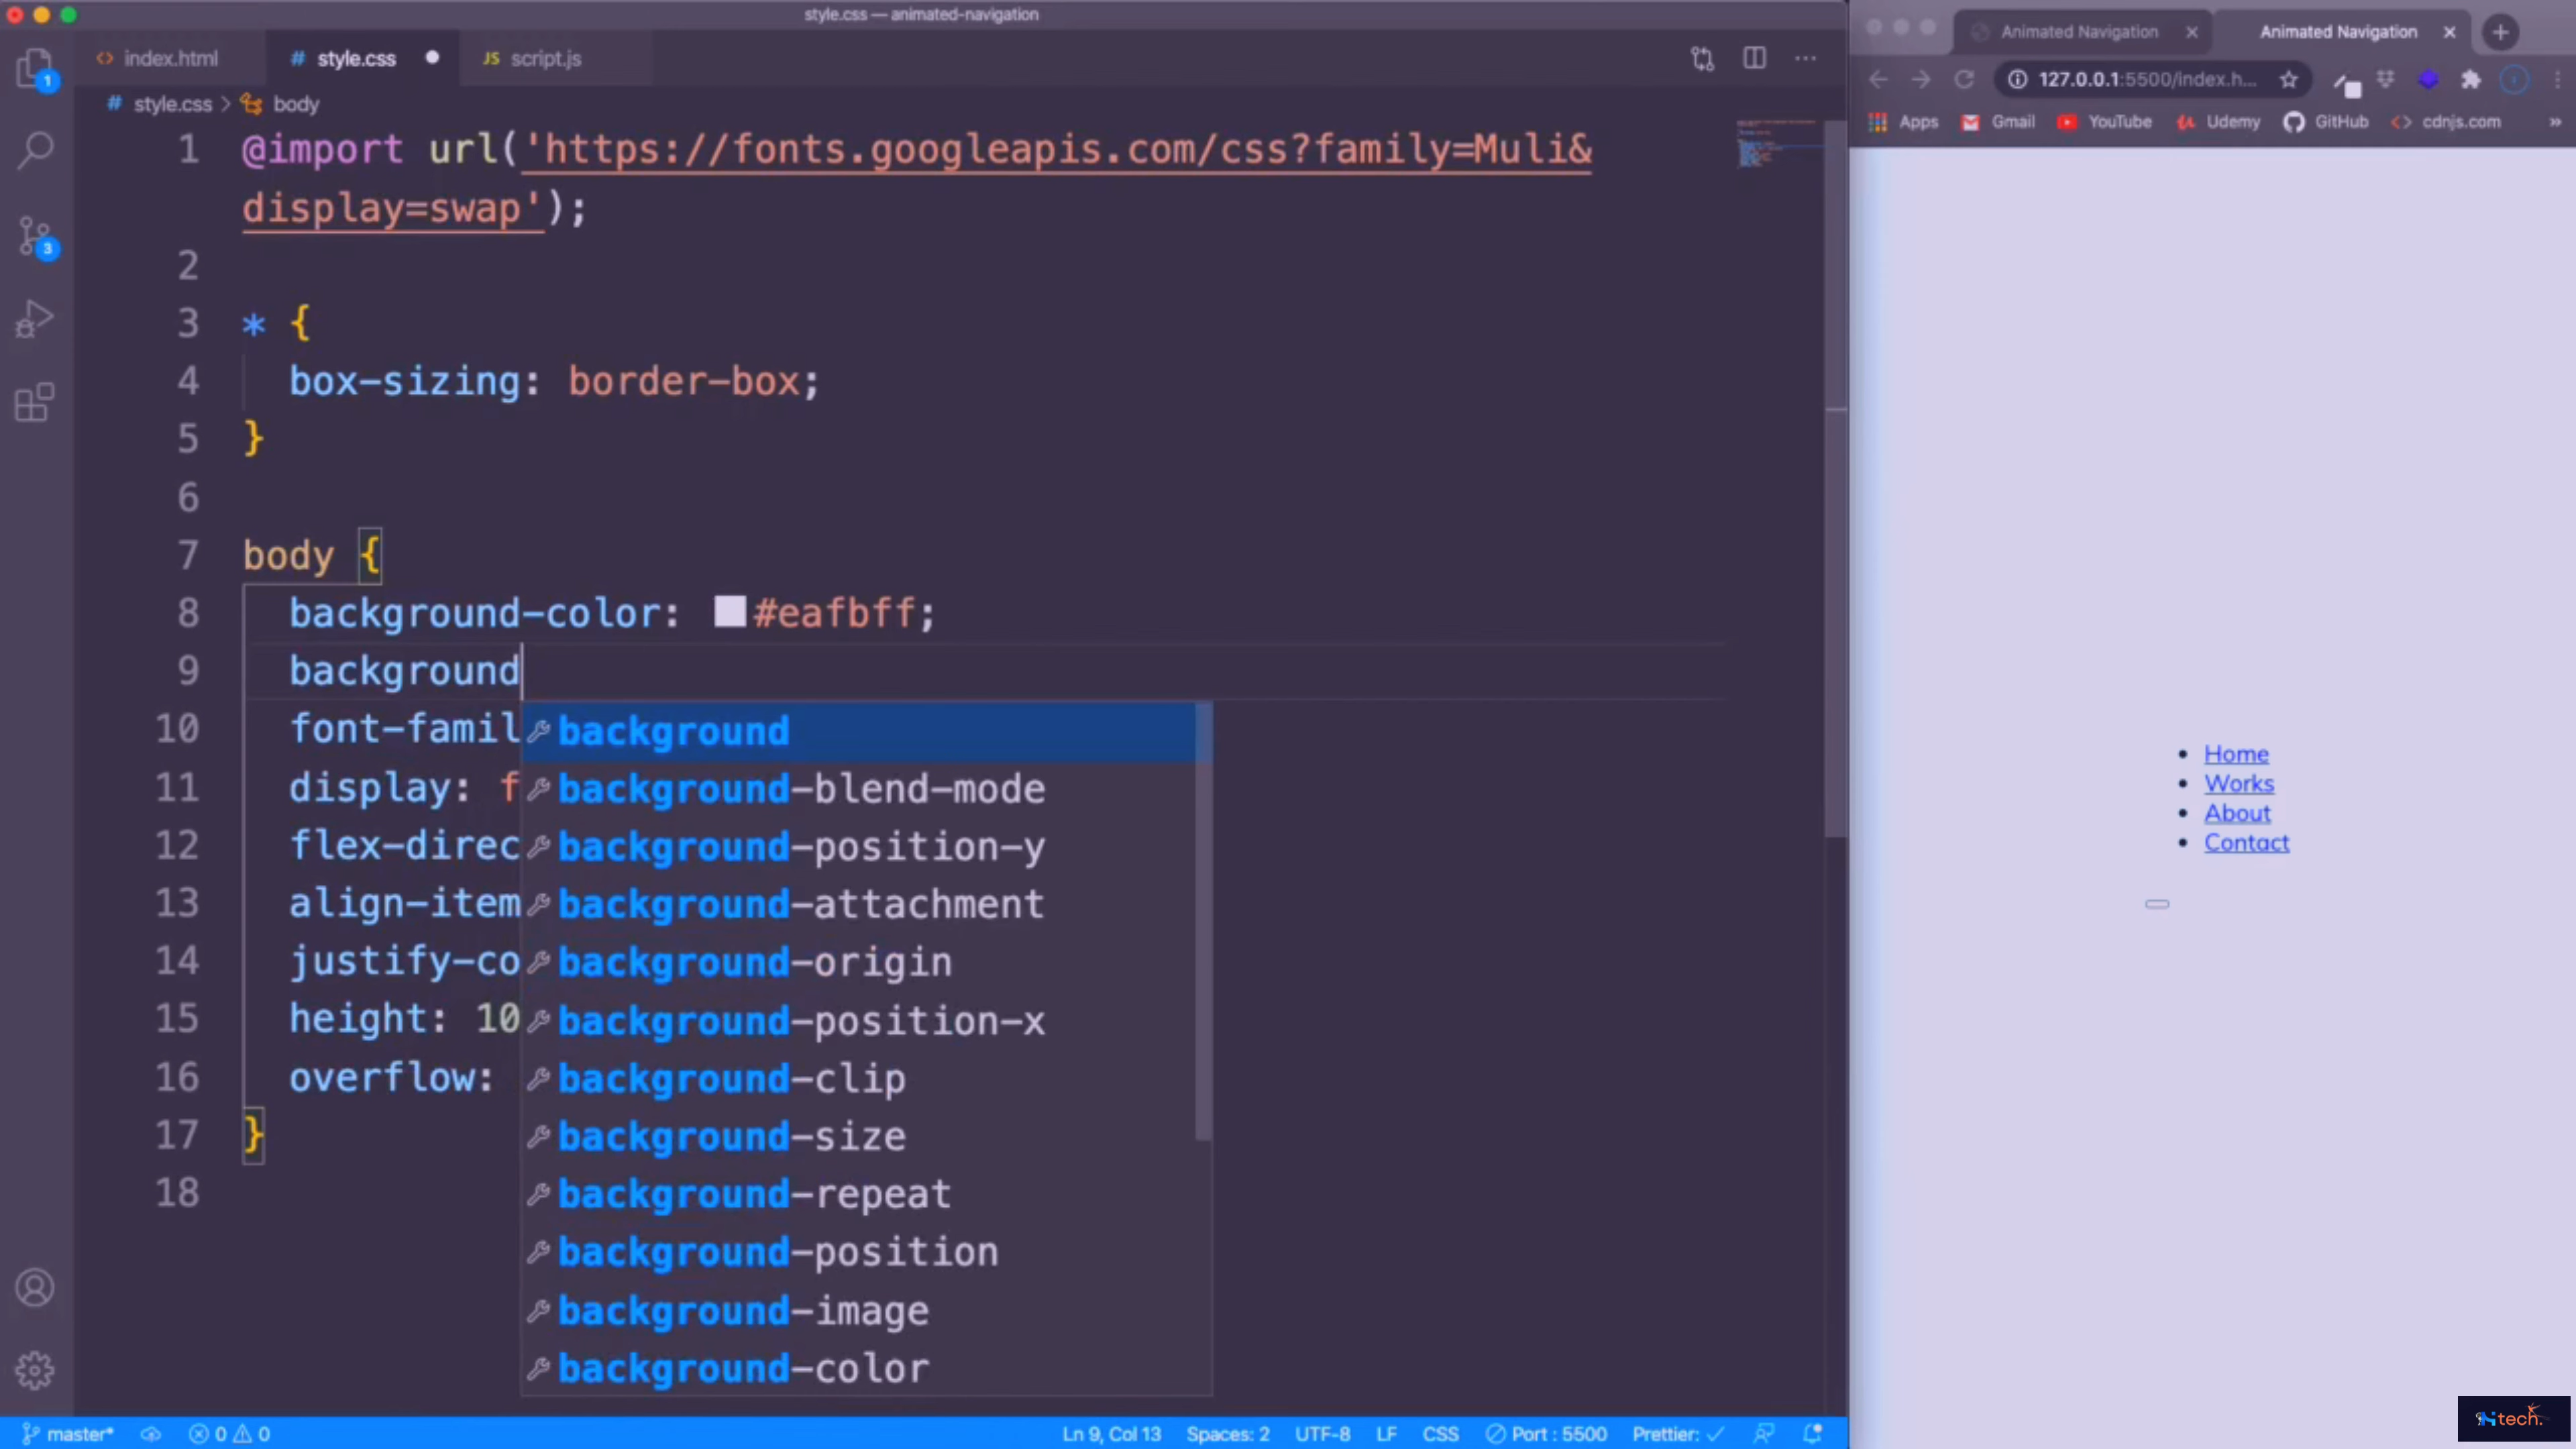 style.css — animated-navigation
index.html
# style.css
JS script.js
# style.css > body
1 @import url('https://fonts.googleapis.com/css?family=Muli&
display=swap');
2
3 * {
4 box-sizing: border-box;
5 }
6
7 body {
8 background-color: #eafbff;
9 background
10 font-famil
11 display: f
12 flex-direc
13 align-item
14 justify-co
15 height: 10
16 overflow:
17 }
18
background
background-blend-mode
background-position-y
background-attachment
background-origin
background-position-x
background-clip
background-size
background-repeat
background-position
background-image
background-color
1
3
master* 0 0
Ln 9, Col 13 Spaces: 2 UTF-8 LF CSS Port : 5500 Prettier: ✓
Animated Navigation
Animated Navigation
127.0.0.1:5500/index.h...
Apps Gmail YouTube Udemy GitHub cdnjs.com »
• Home
• Works
• About
• Contact
tech.